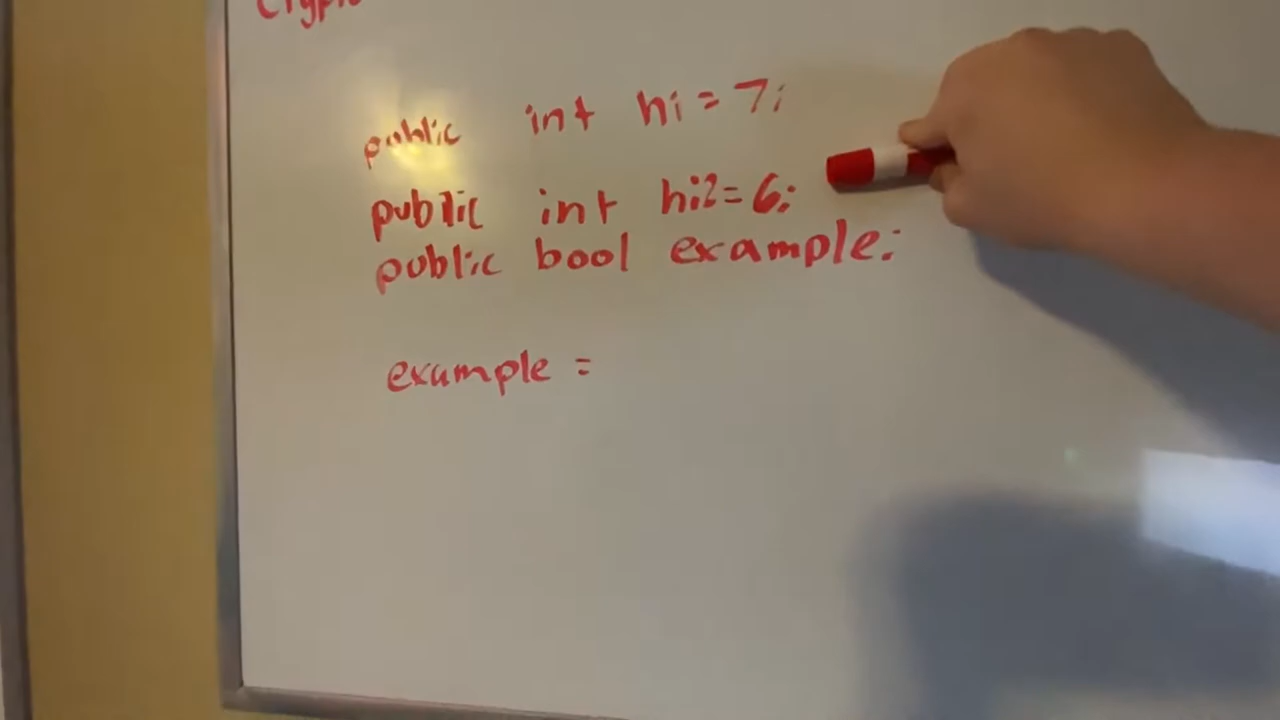 public int hi = 7;
public int hi2 = 6;
public bool example;
example =